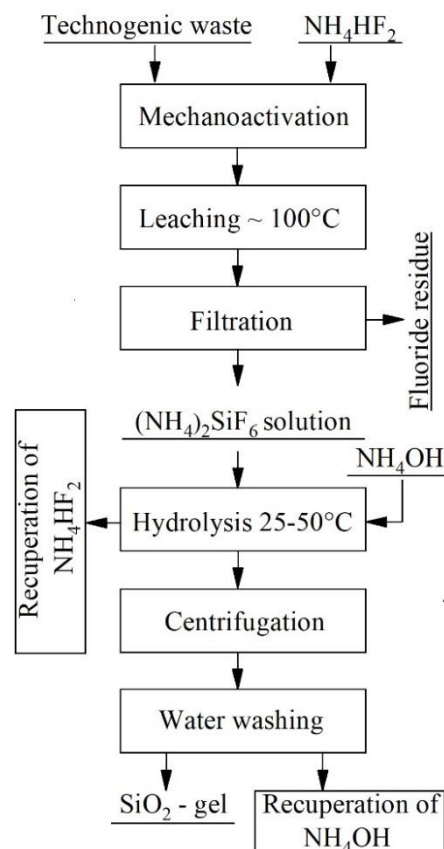 Technogenic waste
NH₄HF₂
Mechanoactivation
Leaching ~ 100°C
Filtration
Fluoride residue
(NH₄)₂SiF₆ solution
NH₄OH
Recuperation of
NH₄HF₂
Hydrolysis 25-50°C
Centrifugation
Water washing
SiO₂ - gel
Recuperation of
NH₄OH